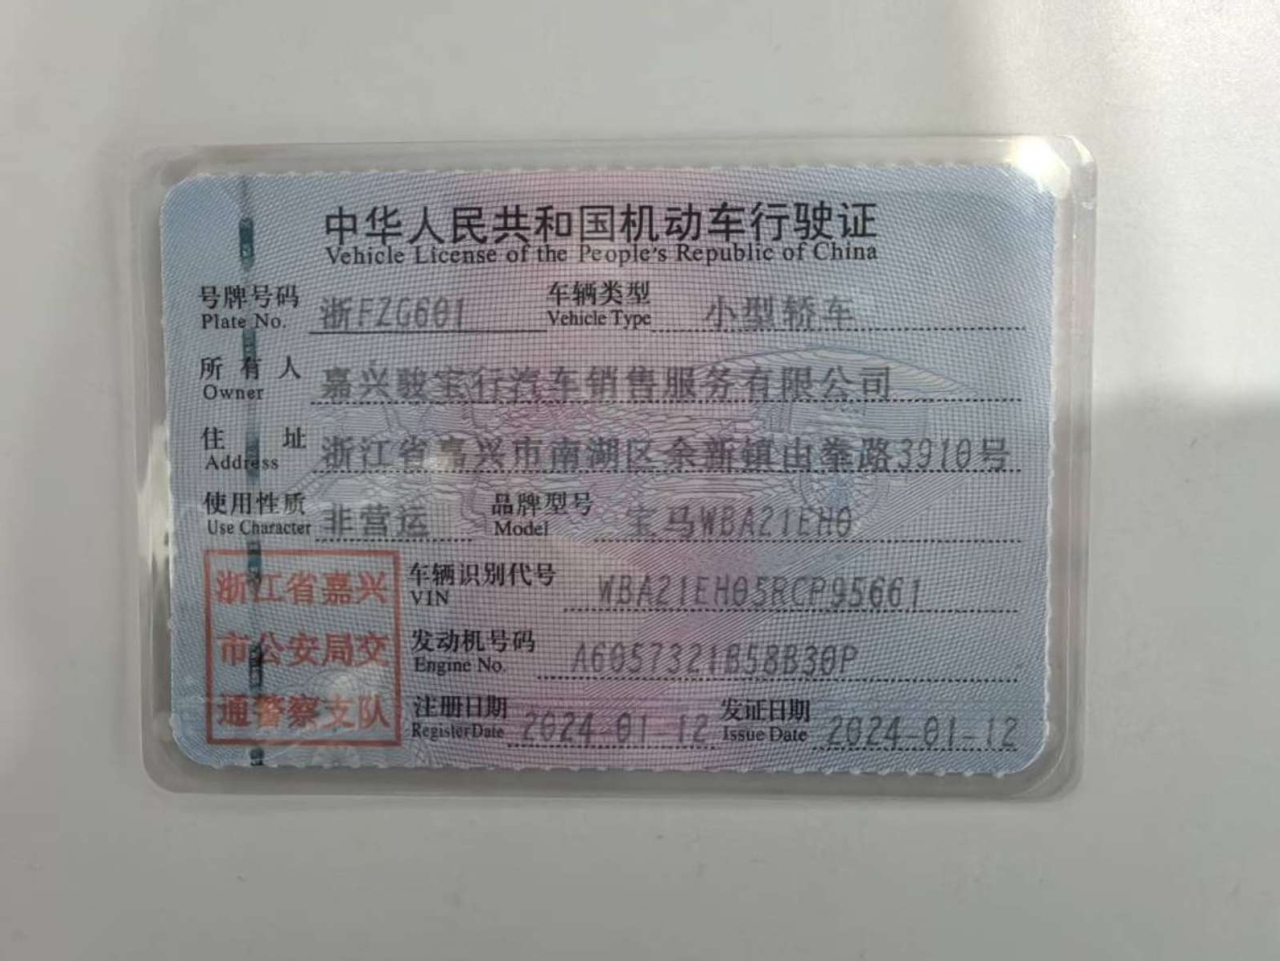 中华人民共和国机动车行驶证
Vehicle License of the People's Republic of China
号牌号码 浙FZG601 车辆类型 小型轿车
Plate No. Vehicle Type
所有人 嘉兴骏宝行汽车销售服务有限公司
Owner
住址 浙江省嘉兴市南湖区余新镇由拳路3910号
Address
使用性质 非营运 品牌型号 宝马WBA21EH0
Use Character Model
浙江省嘉兴
市公安局交
通警察支队
车辆识别代号 WBA21EH05RCP95661
VIN
发动机号码 A6057321B58B30P
Engine No.
注册日期 2024-01-12 发证日期 2024-01-12
Register Date Issue Date